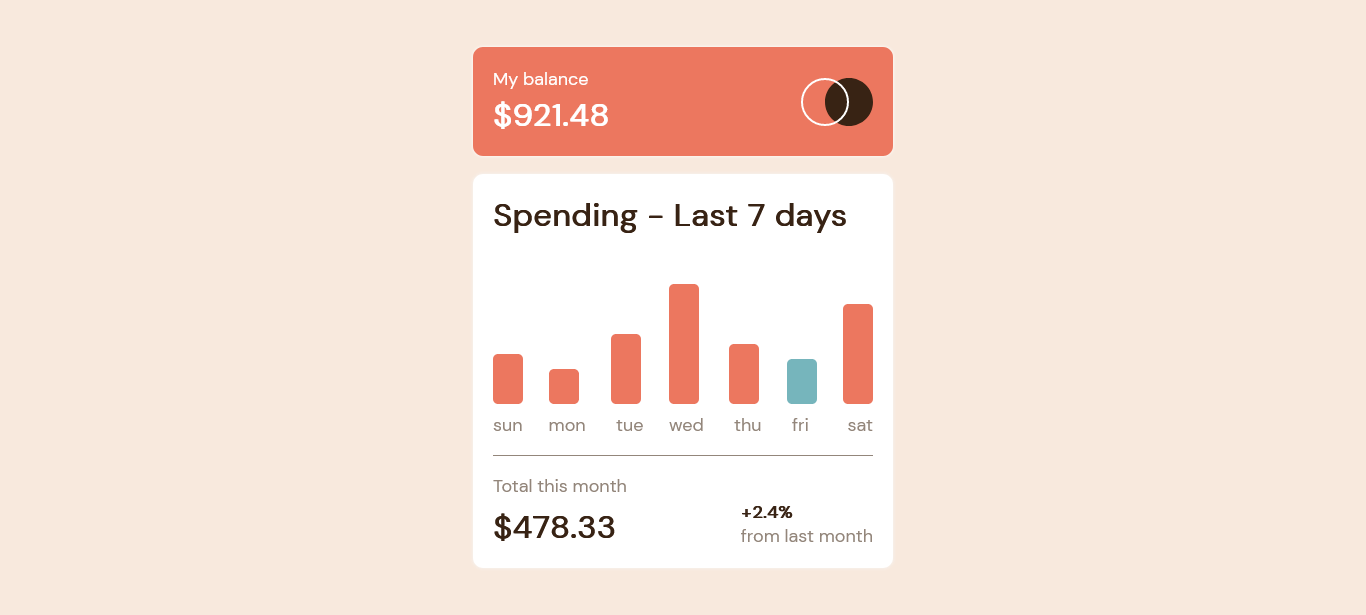 My balance
$921.48
Spending - Last 7 days
sun mon tue wed thu fri sat
Total this month
$478.33
+2.4%
from last month